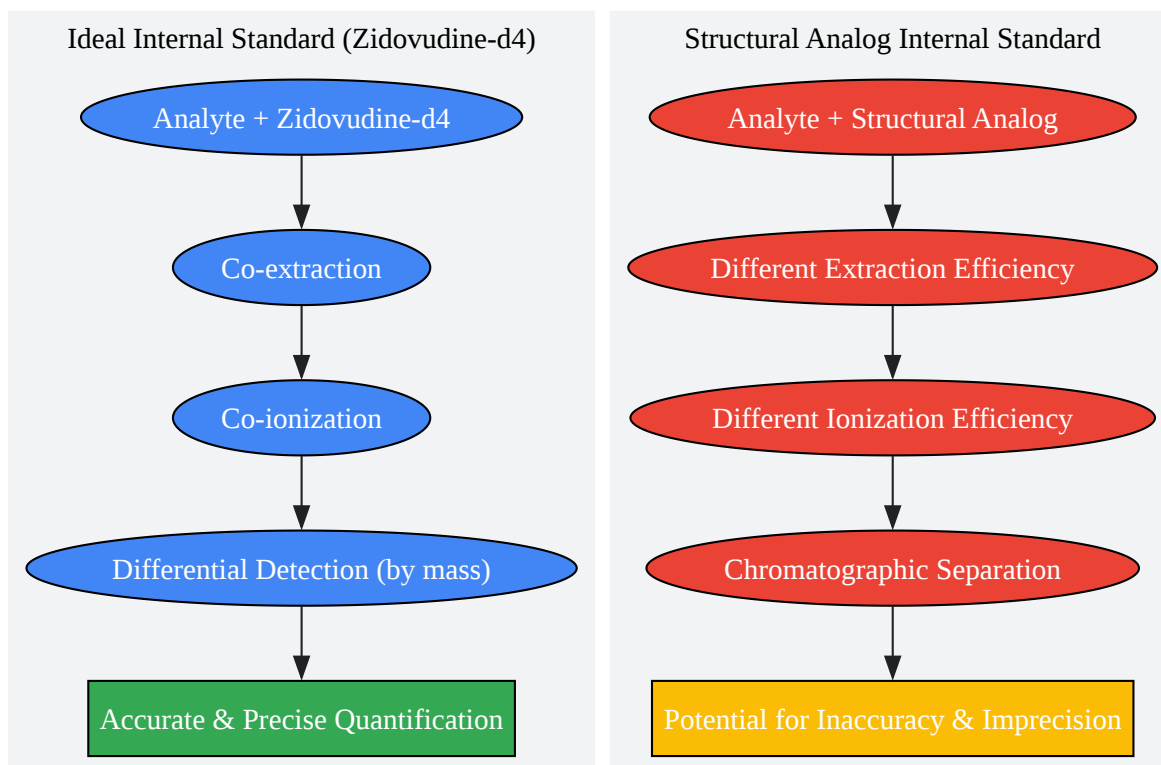 Ideal Internal Standard (Zidovudine-d4)
Analyte + Zidovudine-d4
Co-extraction
Co-ionization
Differential Detection (by mass)
Accurate & Precise Quantification
Structural Analog Internal Standard
Analyte + Structural Analog
Different Extraction Efficiency
Different Ionization Efficiency
Chromatographic Separation
Potential for Inaccuracy & Imprecision